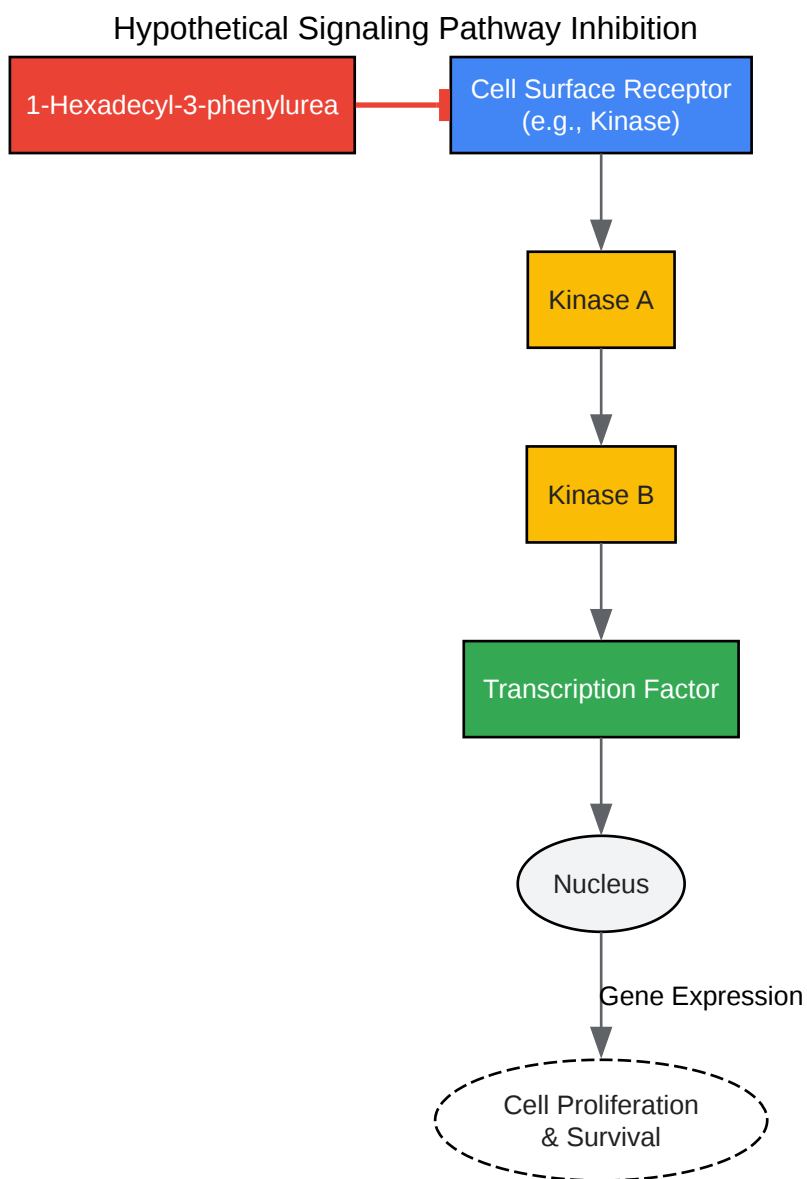 Hypothetical Signaling Pathway Inhibition
1-Hexadecyl-3-phenylurea
Cell Surface Receptor
(e.g., Kinase)
Kinase A
Kinase B
Transcription Factor
Nucleus
Gene Expression
Cell Proliferation
& Survival